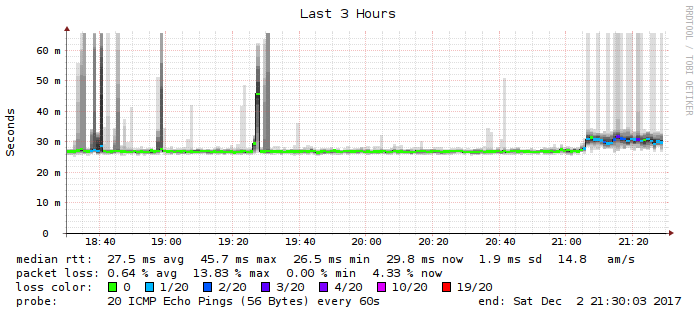 Last 3 Hours
RRDTOOL / TOBI OETIKER
Seconds
60 m
50 m
40 m
30 m
20 m
10 m
0
18:40 19:00 19:20 19:40 20:00 20:20 20:40 21:00 21:20
median rtt: 27.5 ms avg 45.7 ms max 26.5 ms min 29.8 ms now 1.9 ms sd 14.8 am/s
packet loss: 0.64 % avg 13.83 % max 0.00 % min 4.33 % now
loss color: 0 1/20 2/20 3/20 4/20 10/20 19/20
probe: 20 ICMP Echo Pings (56 Bytes) every 60s end: Sat Dec 2 21:30:03 2017